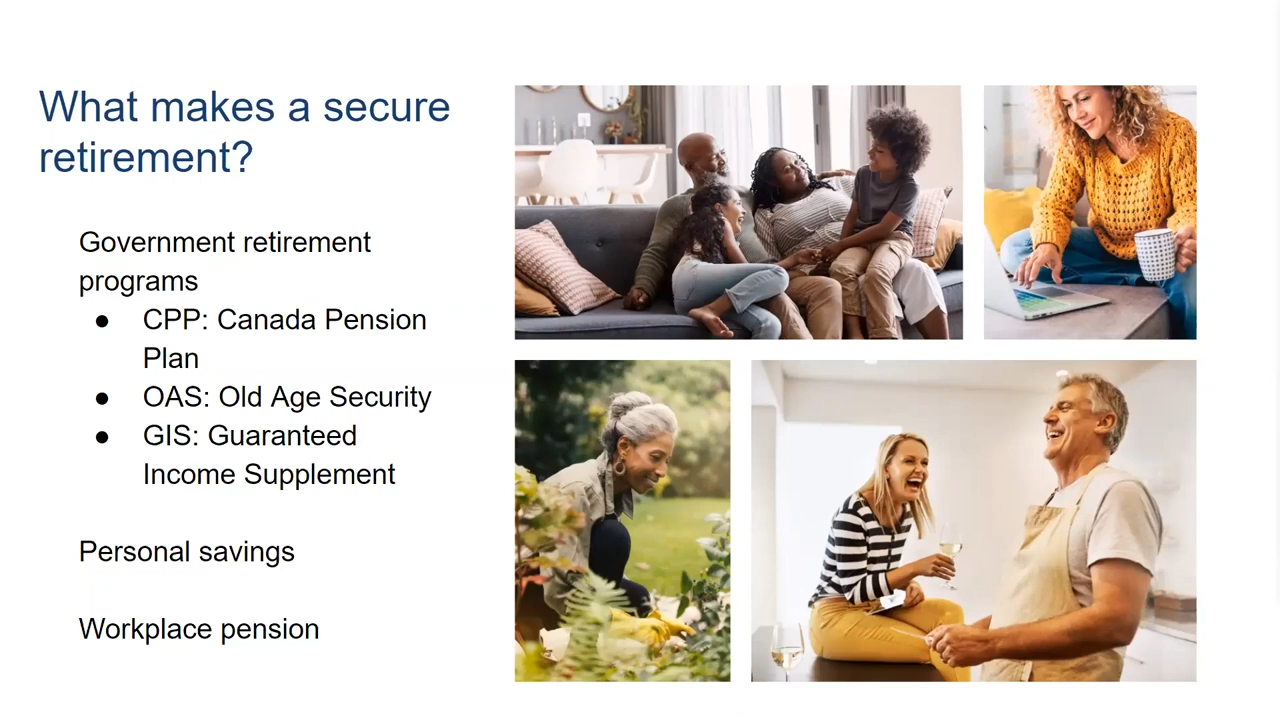 What makes a secure
retirement?
Government retirement
programs
● CPP: Canada Pension
Plan
● OAS: Old Age Security
● GIS: Guaranteed
Income Supplement
Personal savings
Workplace pension